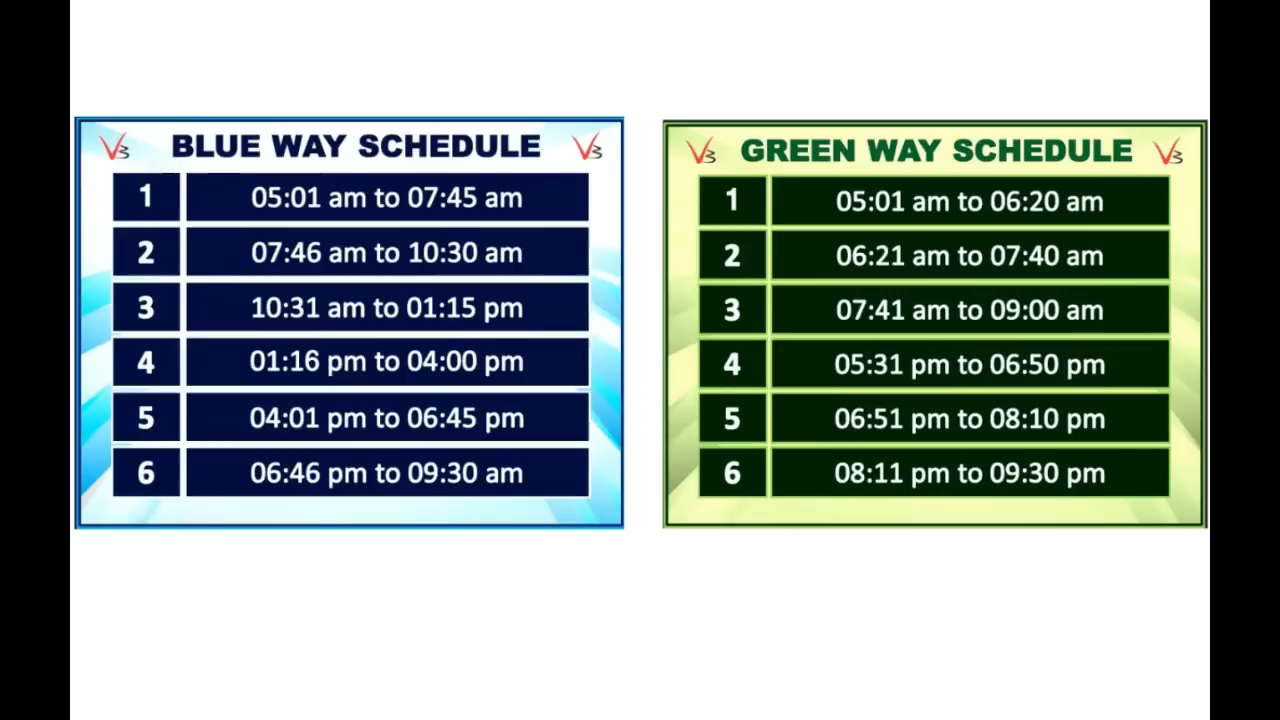 V3 BLUE WAY SCHEDULE V3
1 05:01 am to 07:45 am
2 07:46 am to 10:30 am
3 10:31 am to 01:15 pm
4 01:16 pm to 04:00 pm
5 04:01 pm to 06:45 pm
6 06:46 pm to 09:30 am
V3 GREEN WAY SCHEDULE V3
1 05:01 am to 06:20 am
2 06:21 am to 07:40 am
3 07:41 am to 09:00 am
4 05:31 pm to 06:50 pm
5 06:51 pm to 08:10 pm
6 08:11 pm to 09:30 pm